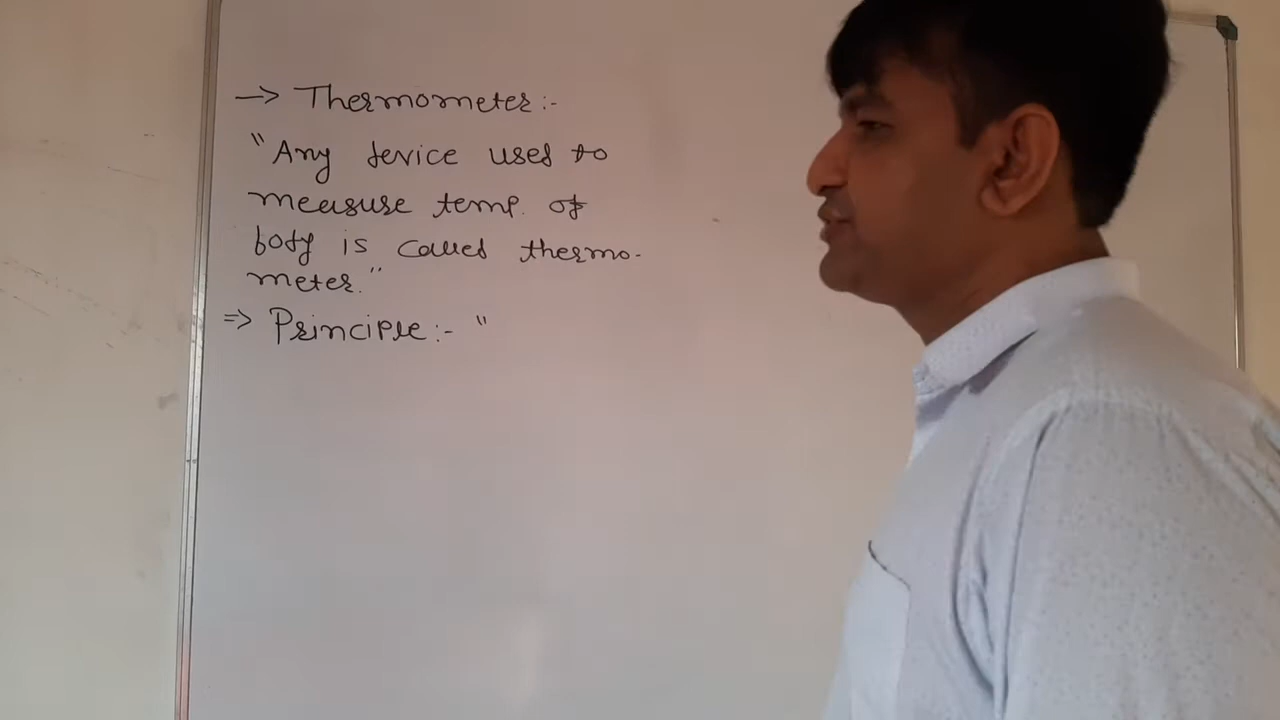 → Thermometer:-
"Any device used to
measure temp. of
body is called thermo-
meter."
⇒ Principle:- "